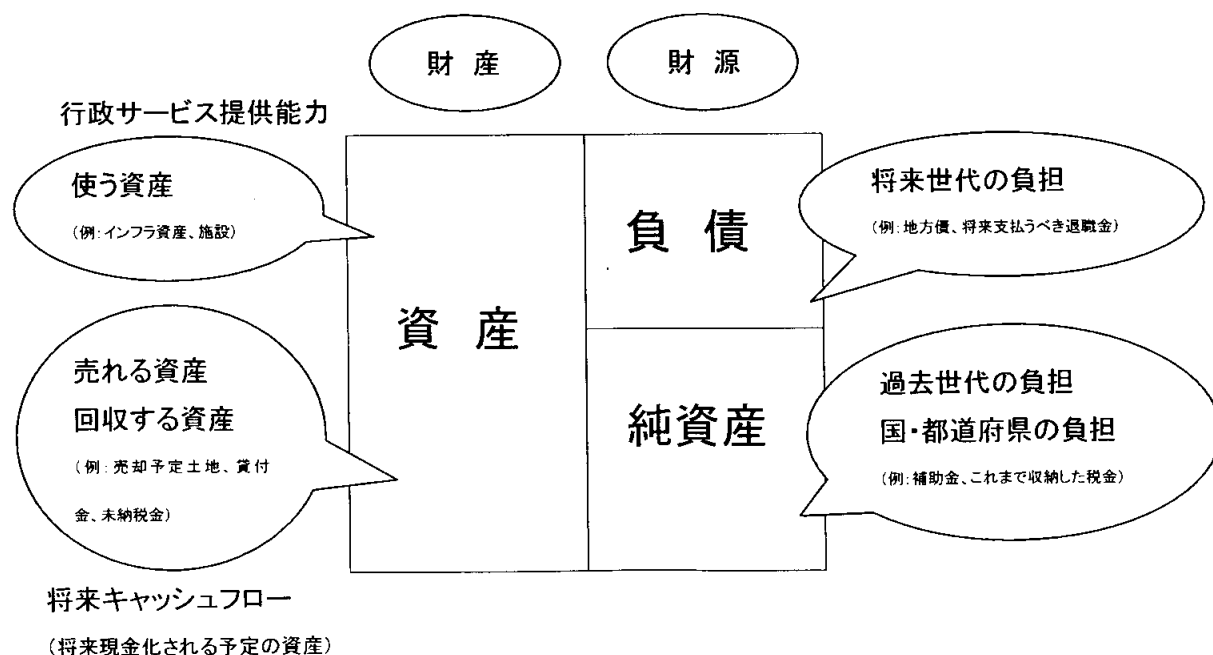 財産
財源
行政サービス提供能力
使う資産
(例:インフラ資産、施設)
売れる資産
回収する資産
(例:売却予定土地、貸付
金、未納税金)
将来キャッシュフロー
(将来現金化される予定の資産)
資産
負債
純資産
将来世代の負担
(例:地方債、将来支払うべき退職金)
過去世代の負担
国・都道府県の負担
(例:補助金、これまで収納した税金)